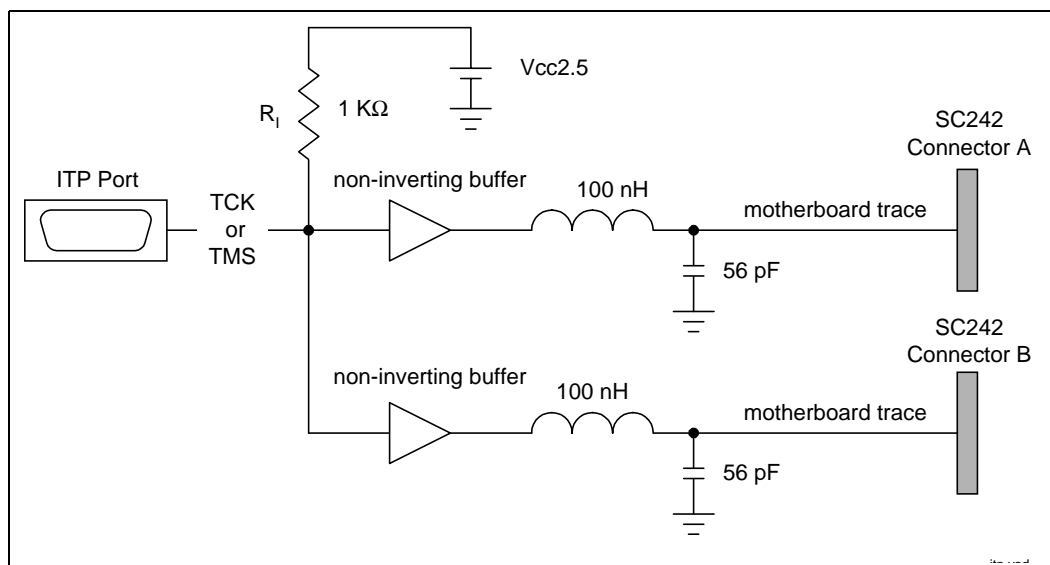 Vcc2.5
R_I
1 KΩ
SC242
Connector A
ITP Port
TCK
or
TMS
non-inverting buffer
100 nH
motherboard trace
56 pF
SC242
Connector B
non-inverting buffer
100 nH
motherboard trace
56 pF